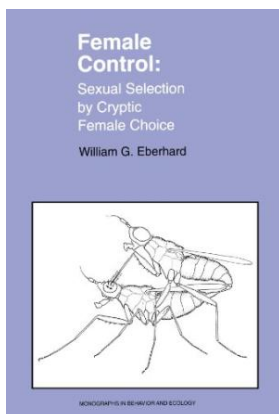 Female
Control:
Sexual Selection
by Cryptic
Female Choice
William G. Eberhard
MONOGRAPHS IN BEHAVIOR AND ECOLOGY